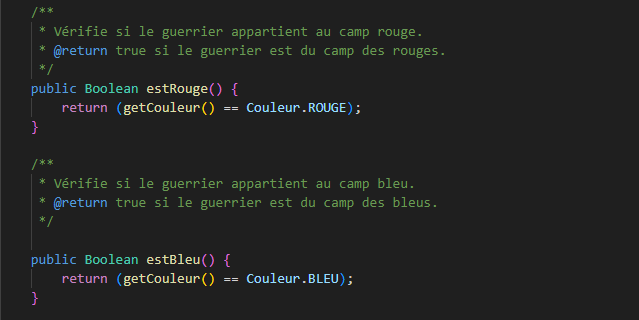 /**
 * Vérifie si le guerrier appartient au camp rouge.
 * @return true si le guerrier est du camp des rouges.
 */
public Boolean estRouge() {
    return (getCouleur() == Couleur.ROUGE);
}

/**
 * Vérifie si le guerrier appartient au camp bleu.
 * @return true si le guerrier est du camp des bleus.
 */

public Boolean estBleu() {
    return (getCouleur() == Couleur.BLEU);
}